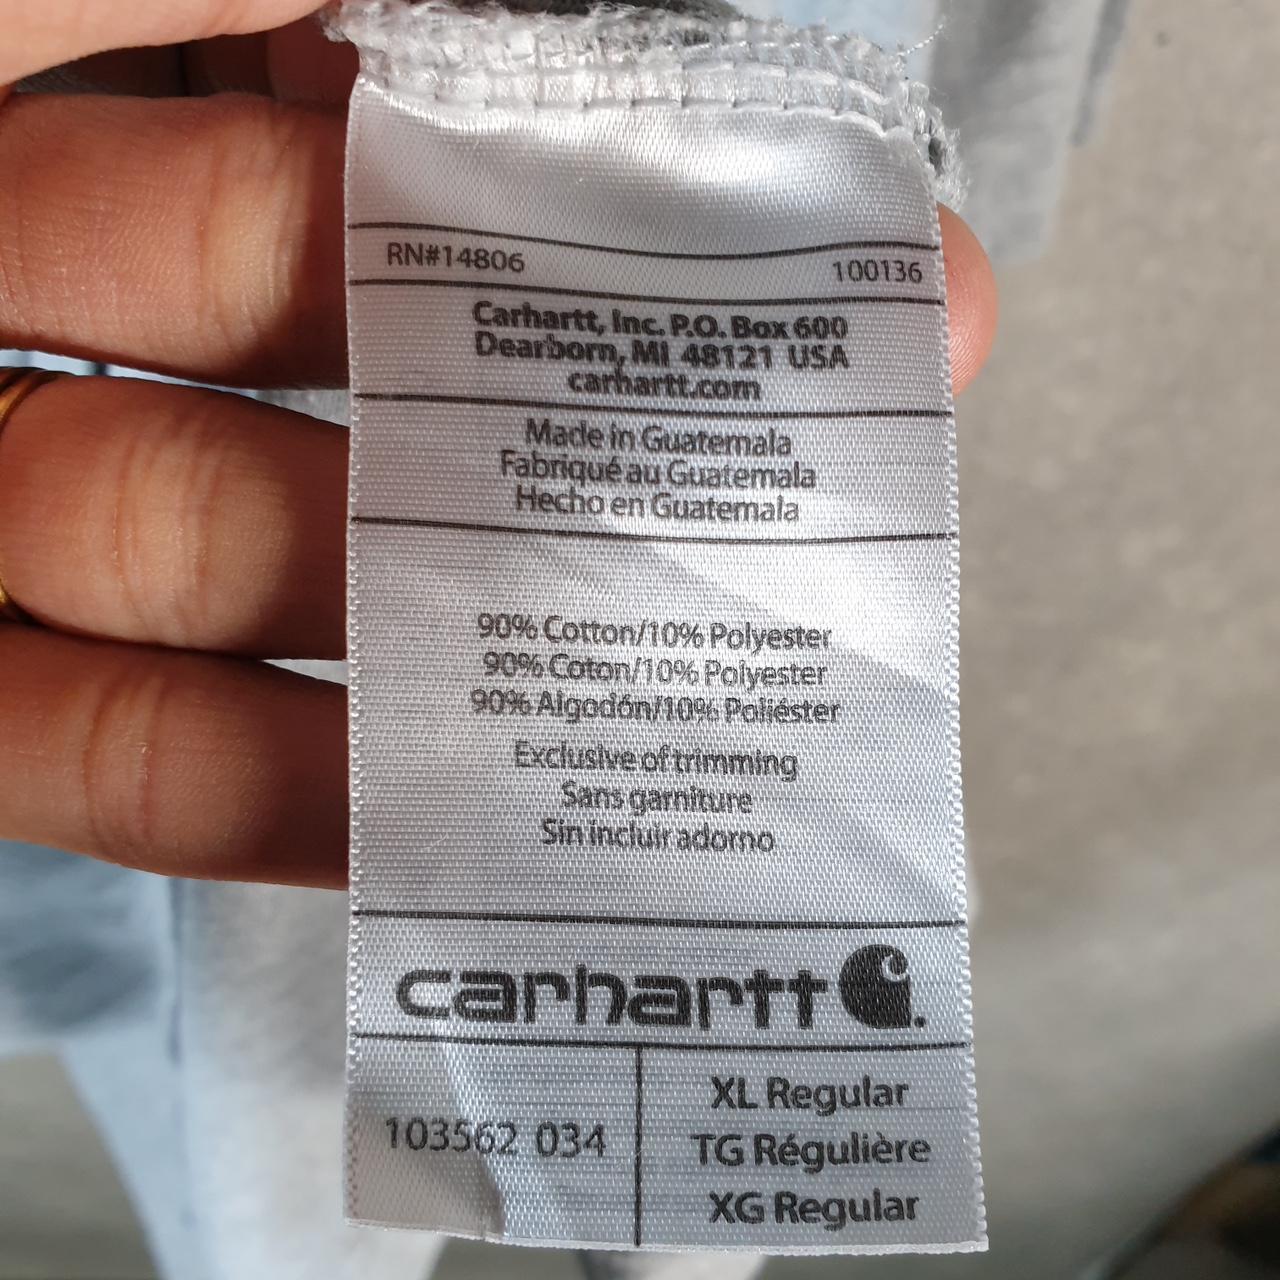 RN#14806 100136
Carhartt, Inc. P.O. Box 600
Dearborn, MI 48121 USA
carhartt.com
Made in Guatemala
Fabriqué au Guatemala
Hecho en Guatemala
90% Cotton/10% Polyester
90% Coton/10% Polyester
90% Algodón/10% Poliéster
Exclusive of trimming
Sans garniture
Sin incluir adorno
carhartt
103562 034
XL Regular
TG Régulière
XG Regular